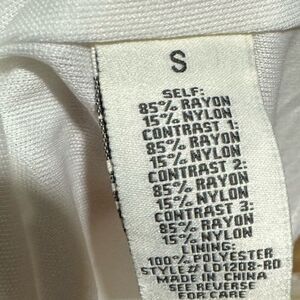 S
SELF:
85% RAYON
15% NYLON
CONTRAST 1:
85% RAYON
15% NYLON
CONTRAST 2:
85% RAYON
15% NYLON
CONTRAST 3:
85% RAYON
15% NYLON
LINING:
100% POLYESTER
STYLE# LD1208-RD
MADE IN CHINA
SEE REVERSE
FOR CARE